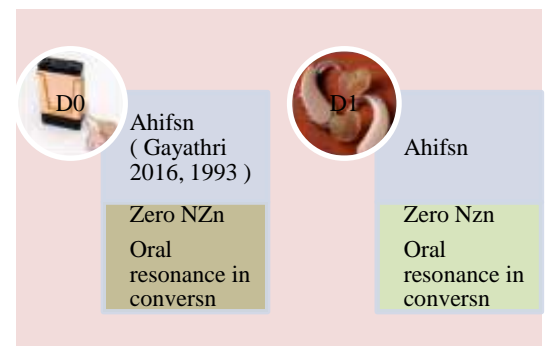 D0
Ahifsn
( Gayathri
2016, 1993 )
Zero NZn
Oral
resonance in
conversn
D1
Ahifsn
Zero Nzn
Oral
resonance in
conversn